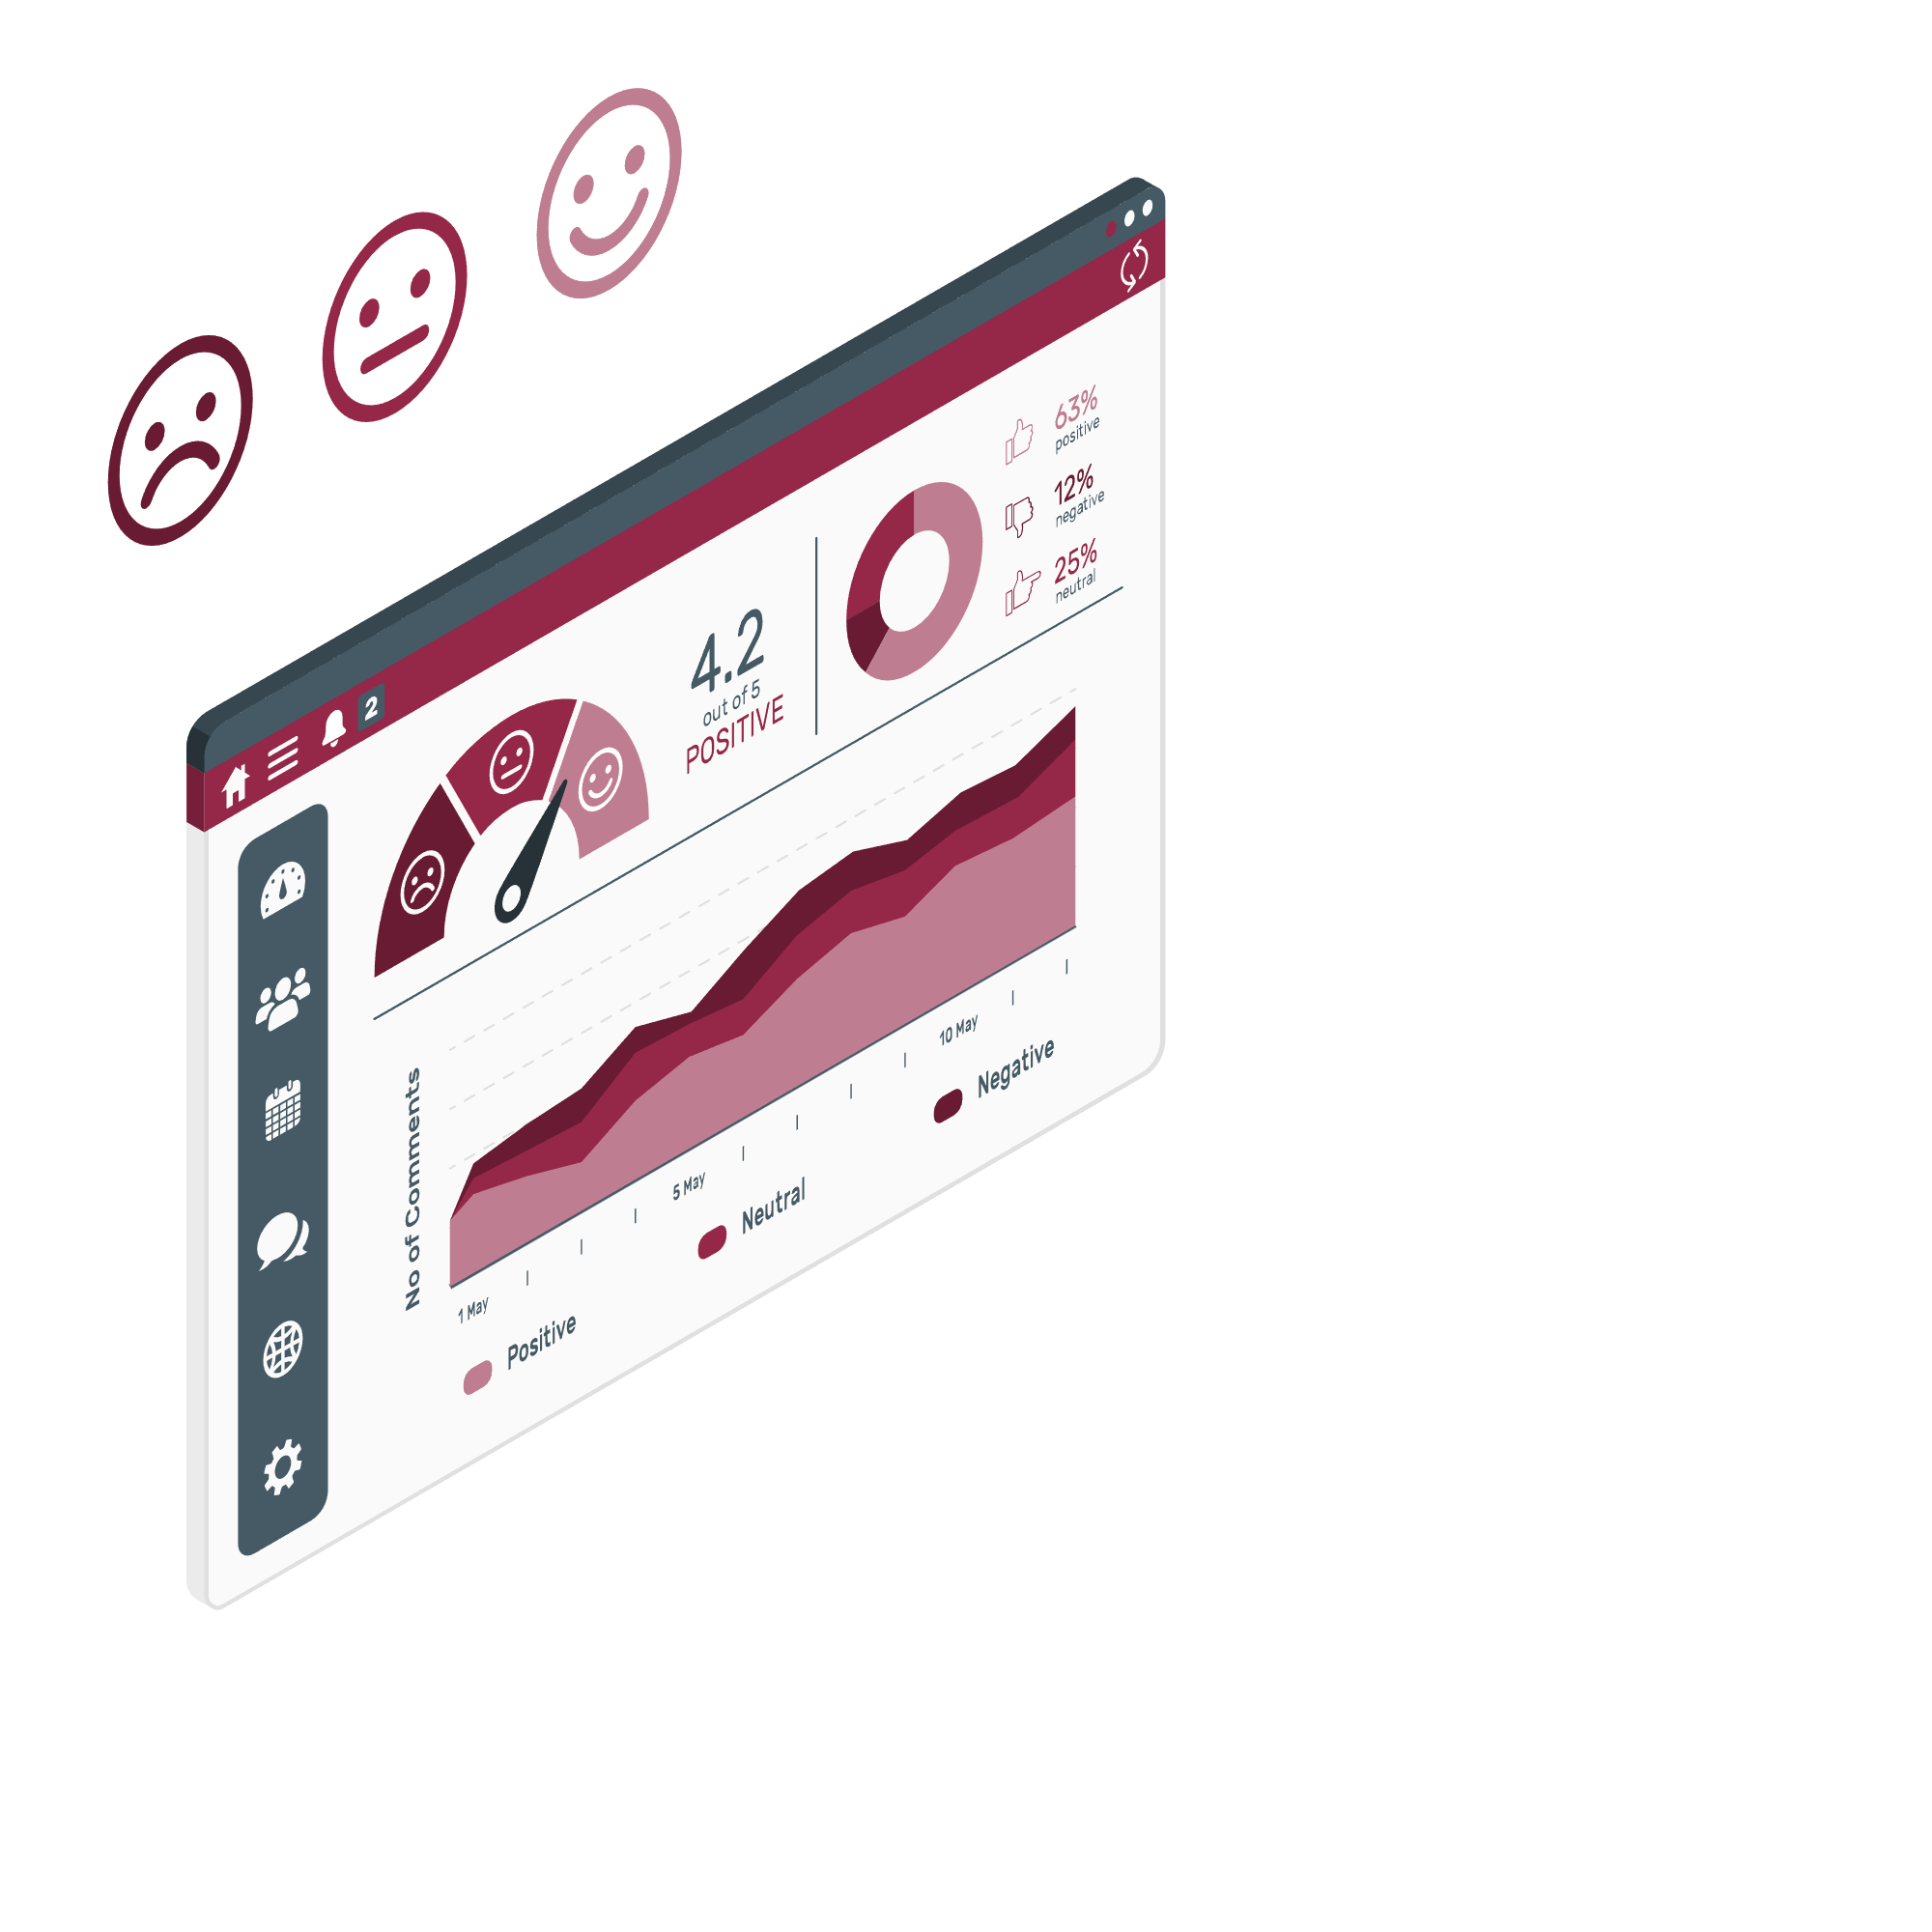 2
4.2
out of 5
POSITIVE
63%
positive
12%
negative
25%
neutral
No of Comments
1 May
5 May
10 May
Positive
Neutral
Negative